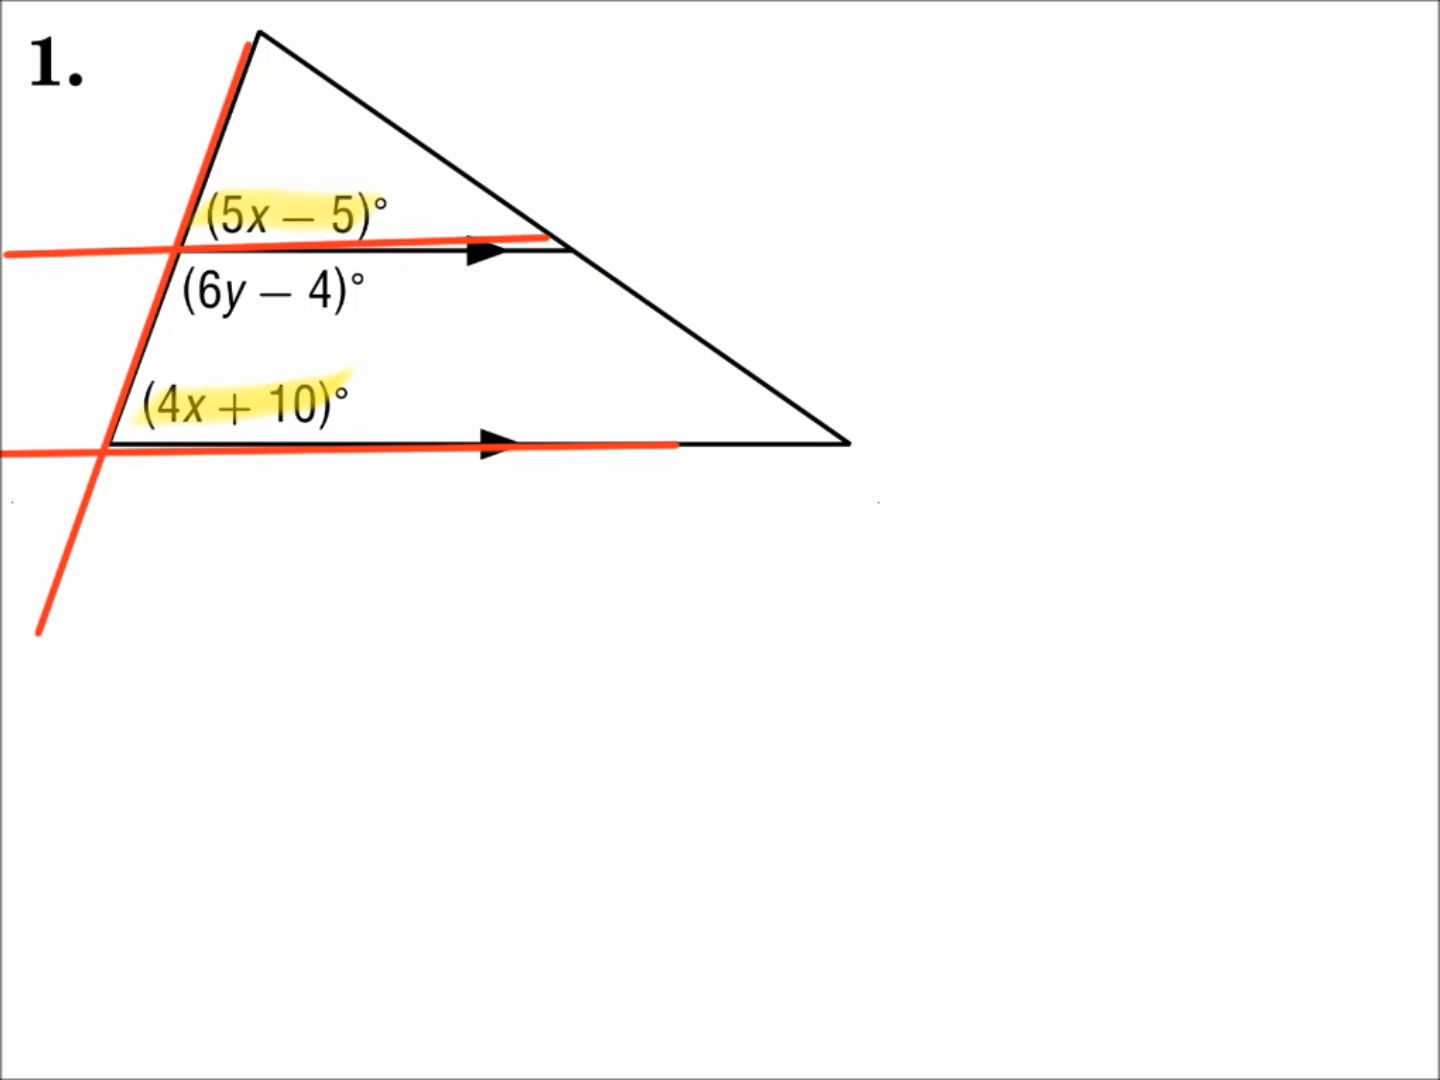 1.
(5x – 5)°
(6y – 4)°
(4x + 10)°